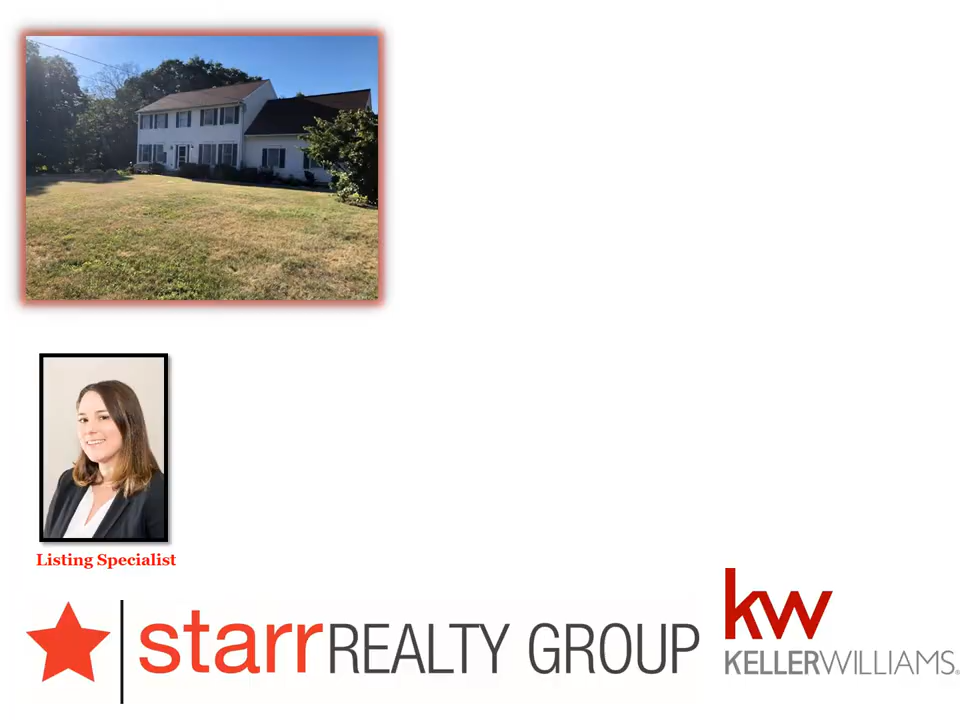 Listing Specialist
starrREALTY GROUP
kw
KELLERWILLIAMS®